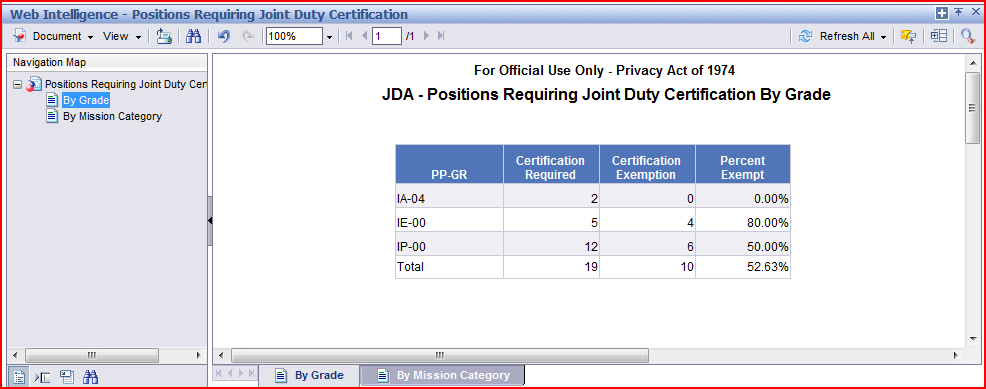 Web Intelligence - Positions Requiring Joint Duty Certification
Document View 100% 1 /1 Refresh All
Navigation Map
Positions Requiring Joint Duty Cer
By Grade
By Mission Category
For Official Use Only - Privacy Act of 1974
JDA - Positions Requiring Joint Duty Certification By Grade
PP-GR Certification Required Certification Exemption Percent Exempt
IA-04 2 0 0.00%
IE-00 5 4 80.00%
IP-00 12 6 50.00%
Total 19 10 52.63%
By Grade By Mission Category